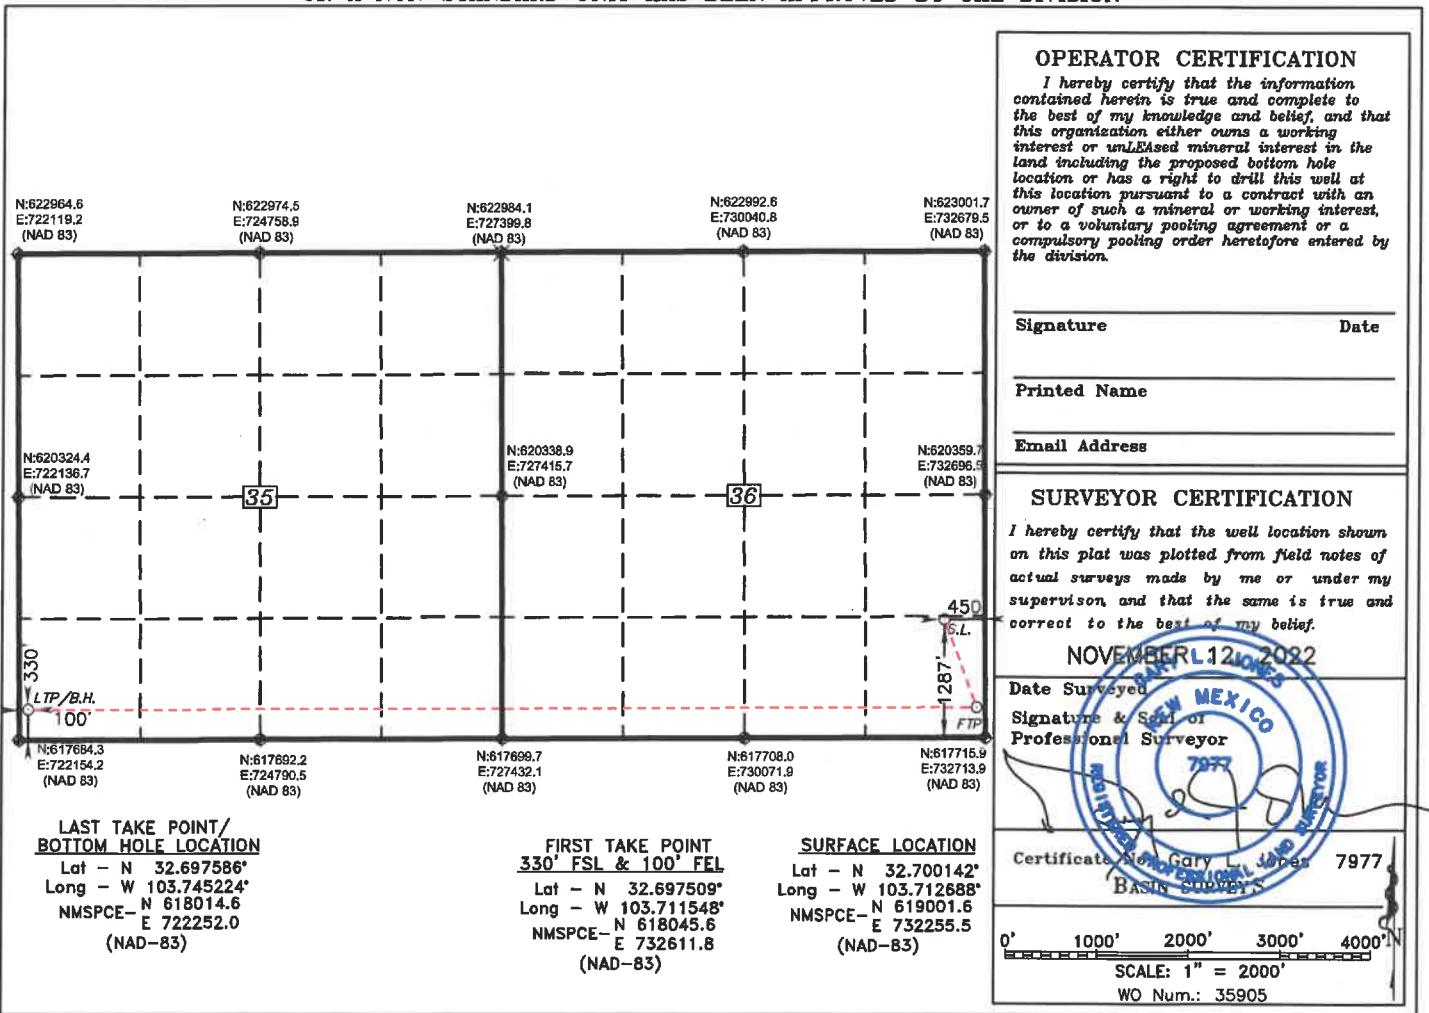 N:622964.6
E:722119.2
(NAD 83)
N:622974.5
E:724758.9
(NAD 83)
N:622984.1
E:727399.8
(NAD 83)
N:622992.6
E:730040.8
(NAD 83)
N:623001.7
E:732679.5
(NAD 83)
N:620324.4
E:722136.7
(NAD 83)
35
N:620338.9
E:727415.7
(NAD 83)
36
N:620359.7
E:732696.9
(NAD 83)
450
S.L.
1287'
FTP
330'
LTP/B.H.
100'
N:617684.3
E:722154.2
(NAD 83)
N:617692.2
E:724790.5
(NAD 83)
N:617699.7
E:727432.1
(NAD 83)
N:617708.0
E:730071.9
(NAD 83)
N:617715.9
E:732713.9
(NAD 83)
LAST TAKE POINT/
BOTTOM HOLE LOCATION
Lat - N 32.697586°
Long - W 103.745224°
NMSPCE- N 618014.6
E 722252.0
(NAD-83)
FIRST TAKE POINT
330' FSL & 100' FEL
Lat - N 32.697509°
Long - W 103.711548°
NMSPCE- N 618045.6
E 732611.8
(NAD-83)
SURFACE LOCATION
Lat - N 32.700142°
Long - W 103.712688°
NMSPCE- N 619001.6
E 732255.5
(NAD-83)
OPERATOR CERTIFICATION
I hereby certify that the information
contained herein is true and complete to
the best of my knowledge and belief, and that
this organization either owns a working
interest or unLEAsed mineral interest in the
land including the proposed bottom hole
location or has a right to drill this well at
this location pursuant to a contract with an
owner of such a mineral or working interest,
or to a voluntary pooling agreement or a
compulsory pooling order heretofore entered by
the division.
Signature Date
Printed Name
Email Address
SURVEYOR CERTIFICATION
I hereby certify that the well location shown
on this plat was plotted from field notes of
actual surveys made by me or under my
supervison, and that the same is true and
correct to the best of my belief.
NOVEMBER 12, 2022
Date Surveyed
Signature & Seal of
Professional Surveyor
GARY L. JONES
NEW MEXICO
7977
REGISTERED PROFESSIONAL LAND SURVEYOR
Certificate No. Gary L. Jones 7977
BASIN SURVEYS
0' 1000' 2000' 3000' 4000'
N
SCALE: 1" = 2000'
WO Num.: 35905